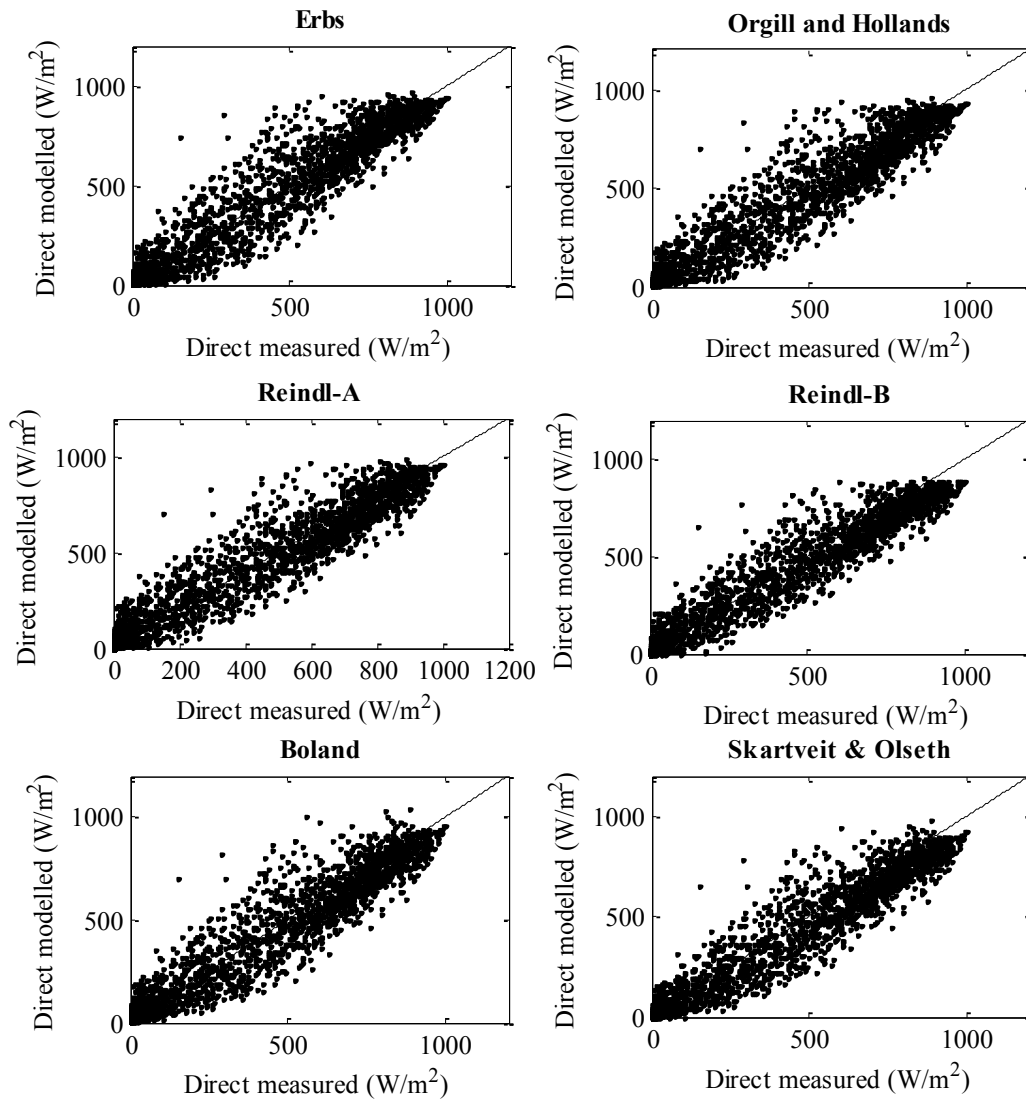 Erbs
Direct modelled (W/m²)
1000
500
0
0
500
1000
Direct measured (W/m²)
Orgill and Hollands
Direct modelled (W/m²)
1000
500
0
0
500
1000
Direct measured (W/m²)
Reindl-A
Direct modelled (W/m²)
1000
500
0
0
200
400
600
800
1000
1200
Direct measured (W/m²)
Reindl-B
Direct modelled (W/m²)
1000
500
0
0
500
1000
Direct measured (W/m²)
Boland
Direct modelled (W/m²)
1000
500
0
0
500
1000
Direct measured (W/m²)
Skartveit & Olseth
Direct modelled (W/m²)
1000
500
0
0
500
1000
Direct measured (W/m²)